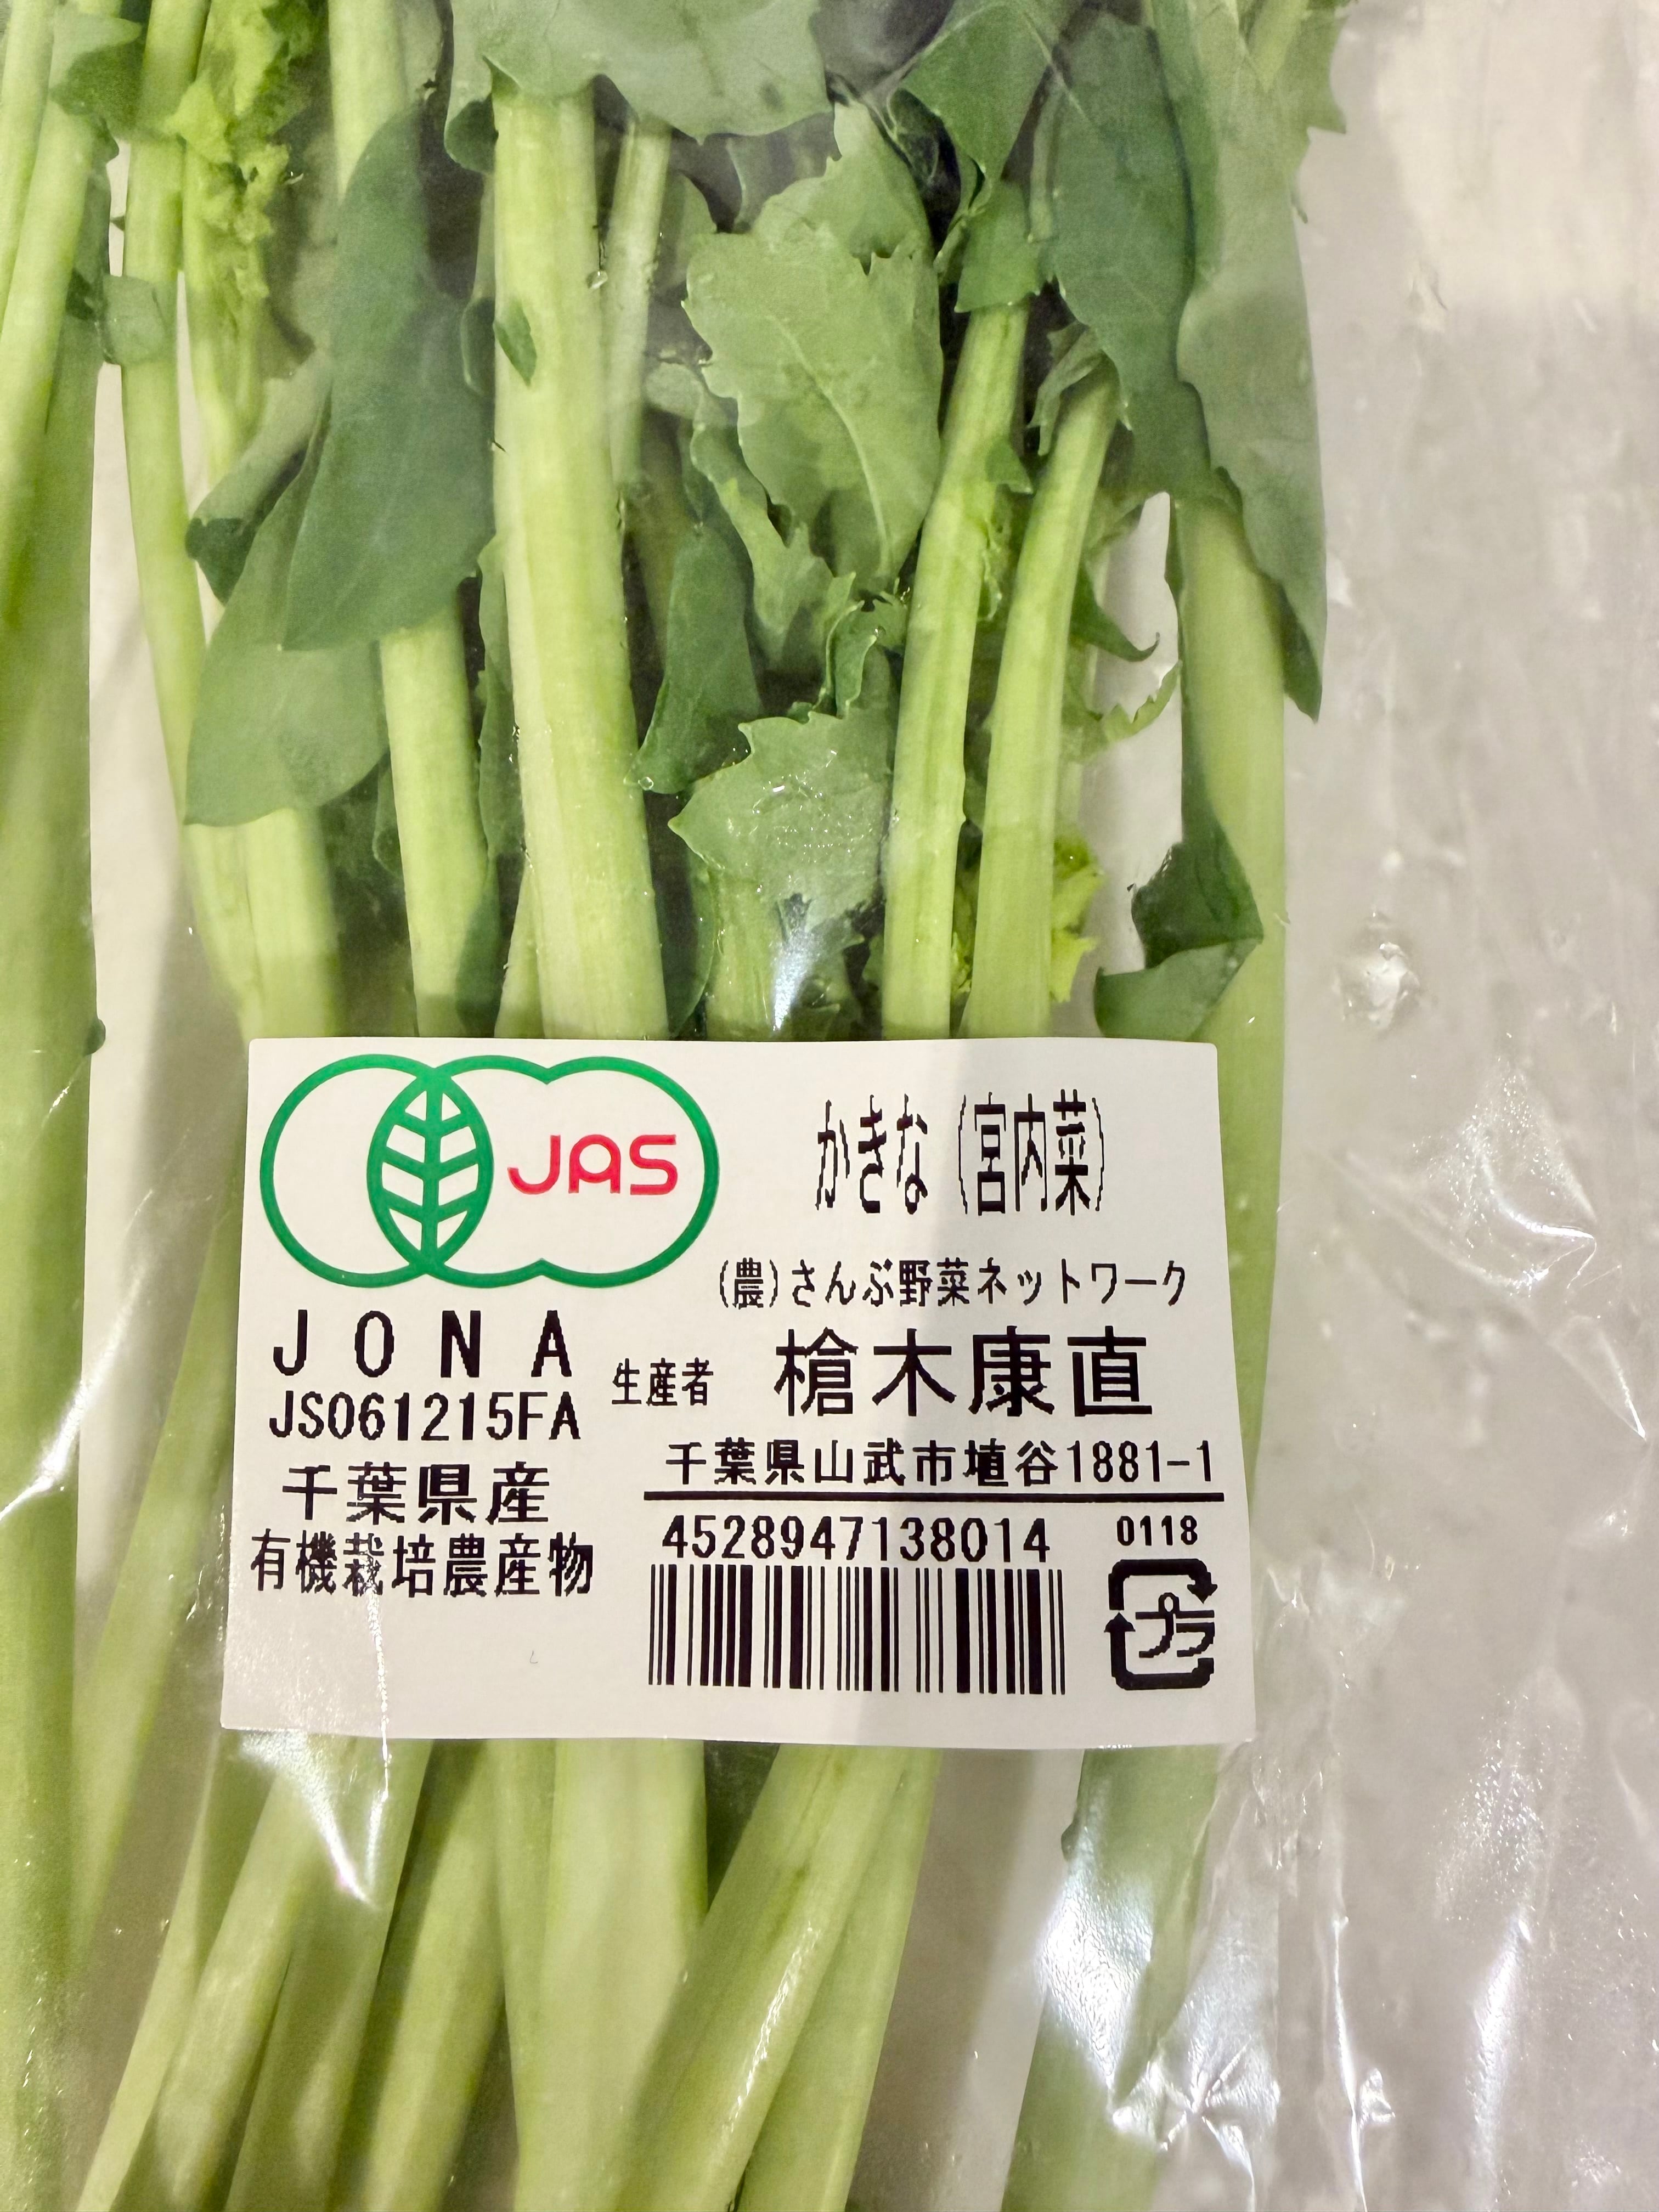 JAS
かきな(宮内菜)
(農)さんぶ野菜ネットワーク
JONA
JS061215FA
生産者 槍木康直
千葉県産
有機栽培農産物
千葉県山武市埴谷1881-1
4528947138014
0118
プラ